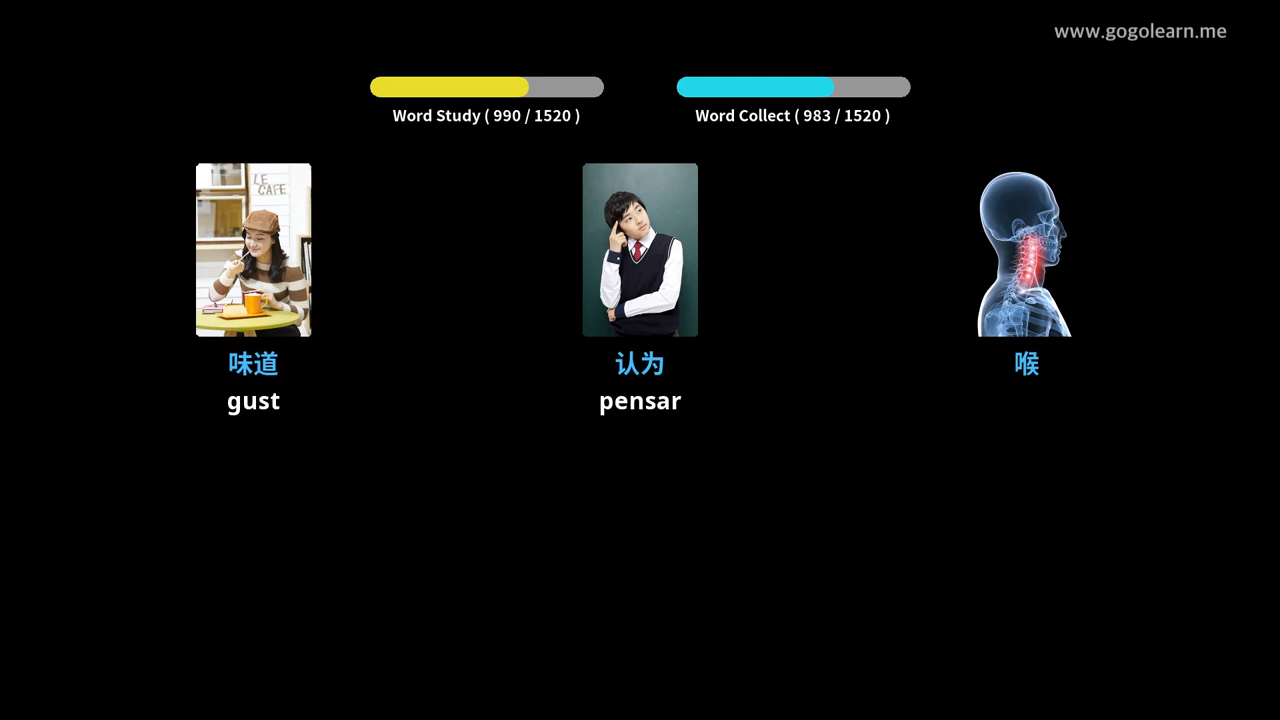 www.gogolearn.me
Word Study ( 990 / 1520 )
Word Collect ( 983 / 1520 )
LE
CAFE
味道
认为
喉
gust
pensar